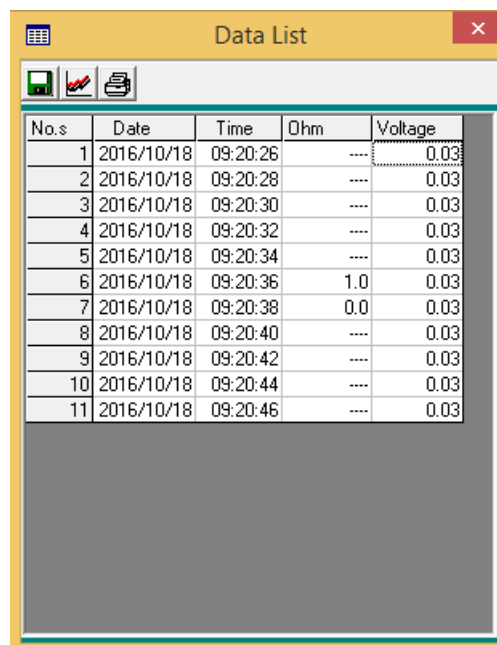 Data List
No.s Date Time Ohm Voltage
1 2016/10/18 09:20:26 ---- 0.03
2 2016/10/18 09:20:28 ---- 0.03
3 2016/10/18 09:20:30 ---- 0.03
4 2016/10/18 09:20:32 ---- 0.03
5 2016/10/18 09:20:34 ---- 0.03
6 2016/10/18 09:20:36 1.0 0.03
7 2016/10/18 09:20:38 0.0 0.03
8 2016/10/18 09:20:40 ---- 0.03
9 2016/10/18 09:20:42 ---- 0.03
10 2016/10/18 09:20:44 ---- 0.03
11 2016/10/18 09:20:46 ---- 0.03